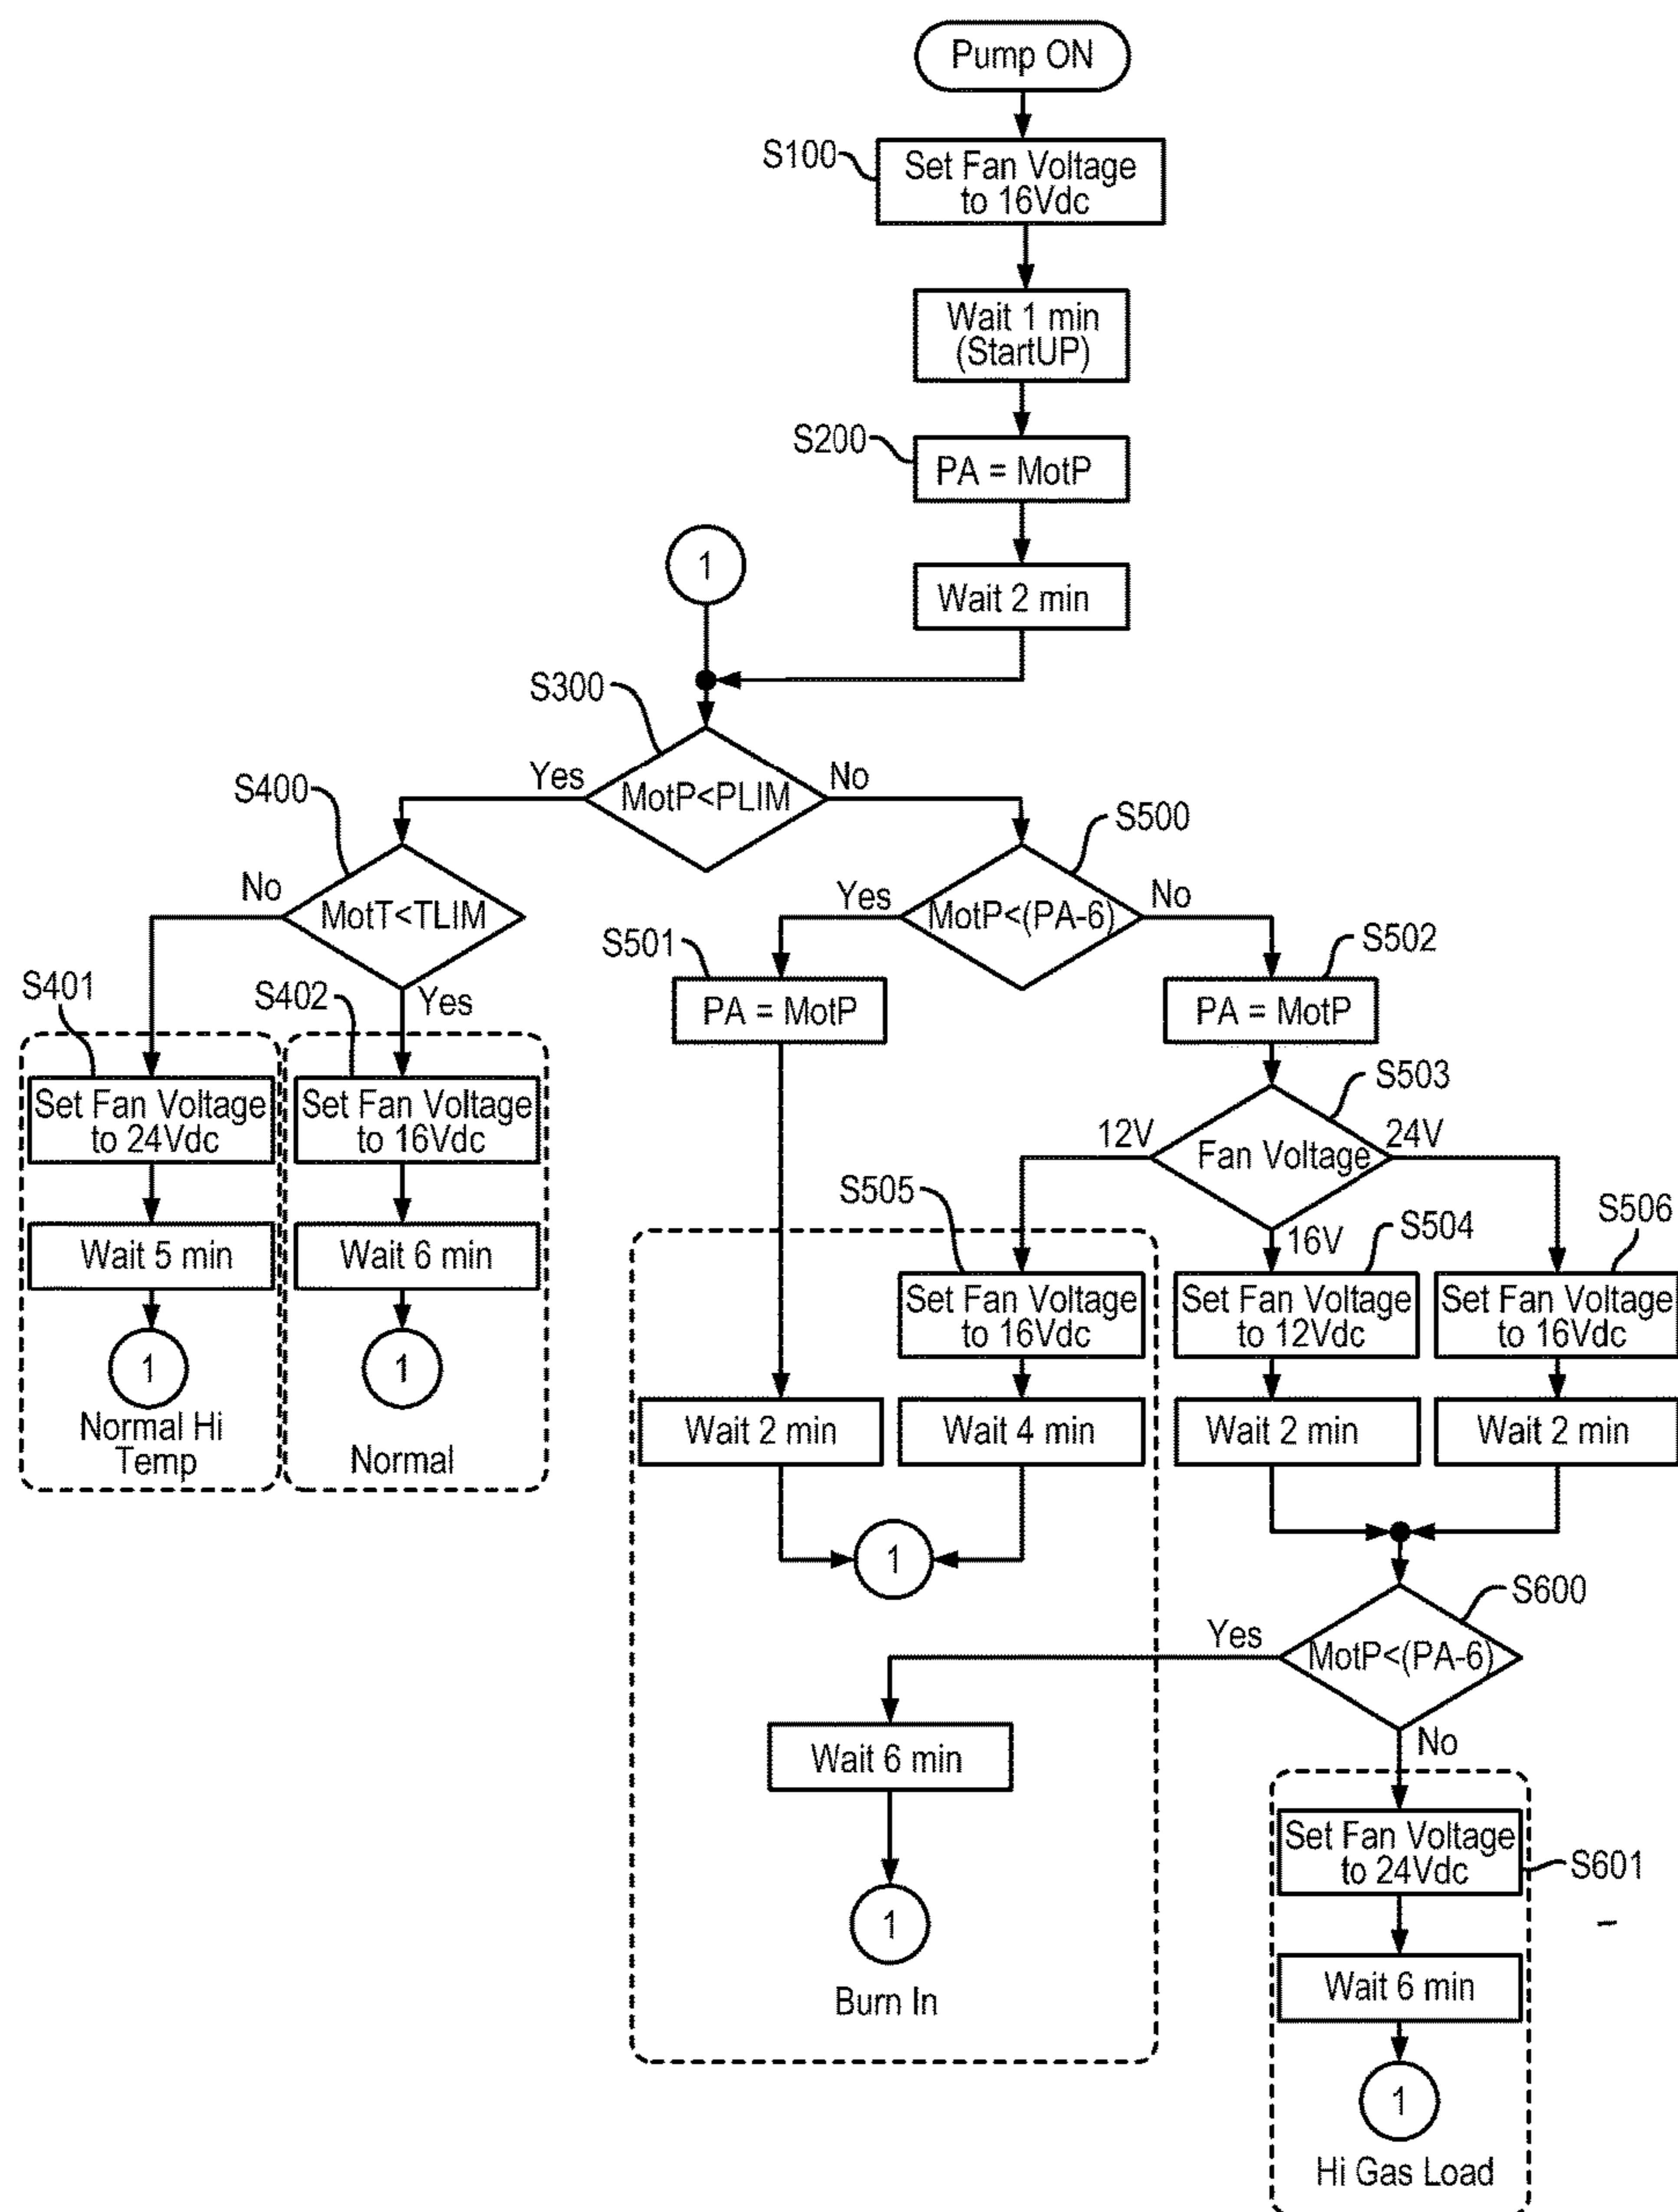 Pump ON
S100
Set Fan Voltage
to 16Vdc
Wait 1 min
(StartUP)
S200
PA = MotP
1
Wait 2 min
S300
MotP<PLIM
Yes
No
S400
MotT<TLIM
No
Yes
S500
MotP<(PA-6)
Yes
No
S401
Set Fan Voltage
to 24Vdc
Wait 5 min
1
Normal Hi
Temp
S402
Set Fan Voltage
to 16Vdc
Wait 6 min
1
Normal
S501
PA = MotP
S502
PA = MotP
S503
12V
Fan Voltage
24V
16V
S505
Set Fan Voltage
to 16Vdc
S504
Set Fan Voltage
to 12Vdc
S506
Set Fan Voltage
to 16Vdc
Wait 2 min
Wait 4 min
Wait 2 min
Wait 2 min
1
S600
MotP<(PA-6)
Yes
No
Wait 6 min
1
Burn In
Set Fan Voltage
to 24Vdc
S601
Wait 6 min
1
Hi Gas Load